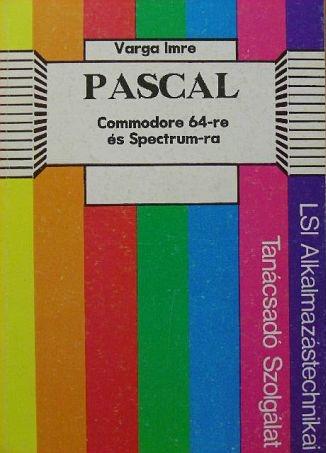 Varga Imre
PASCAL
Commodore 64-re
és Spectrum-ra
LSI Alkalmazástechnikai
Tanácsadó Szolgálat